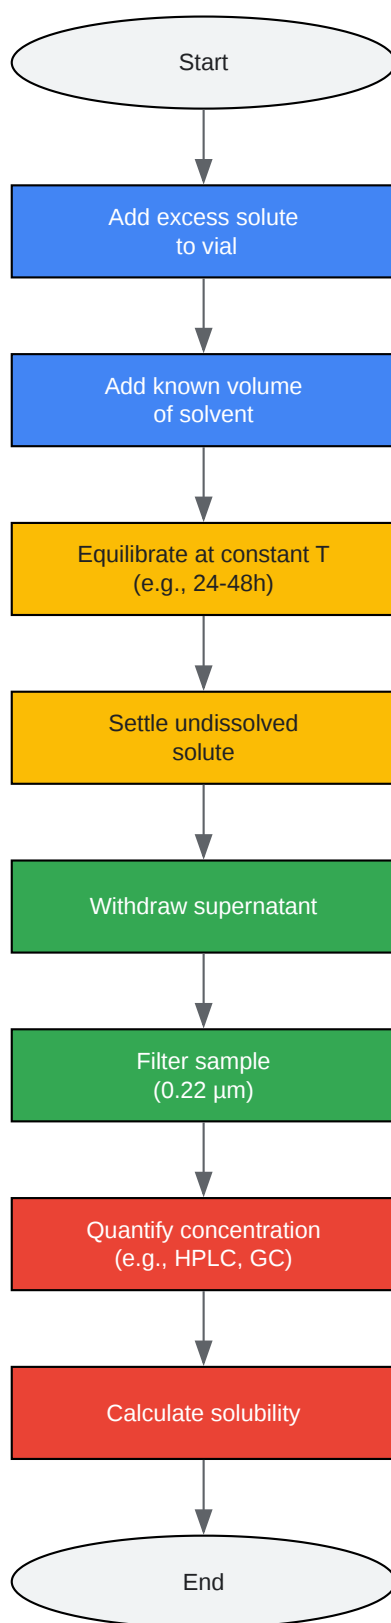 Start
Add excess solute
to vial
Add known volume
of solvent
Equilibrate at constant T
(e.g., 24-48h)
Settle undissolved
solute
Withdraw supernatant
Filter sample
(0.22 µm)
Quantify concentration
(e.g., HPLC, GC)
Calculate solubility
End